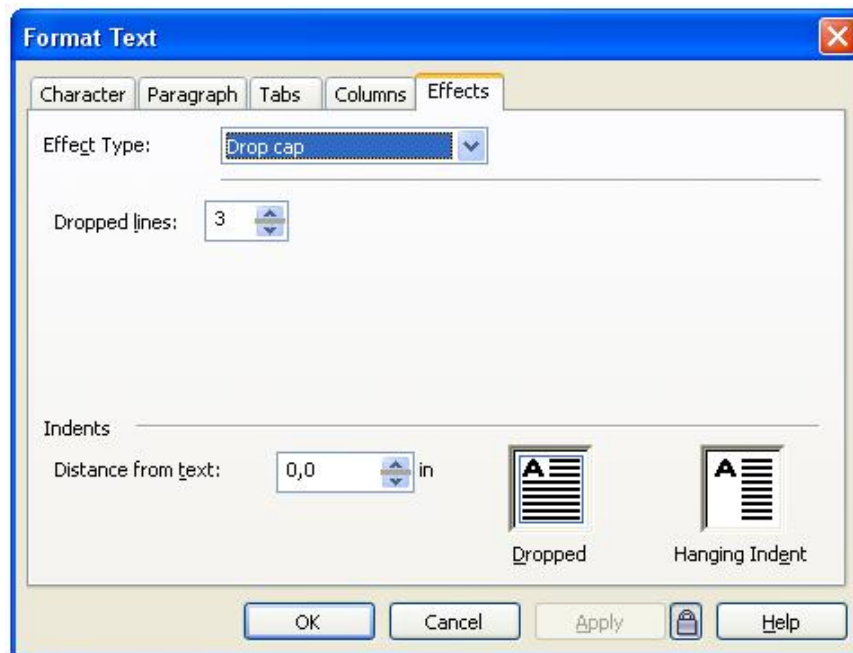 Format Text
Character Paragraph Tabs Columns Effects
Effect Type: Drop cap
Dropped lines: 3
Indents
Distance from text: 0,0 in
A A
Dropped Hanging Indent
OK Cancel Apply Help